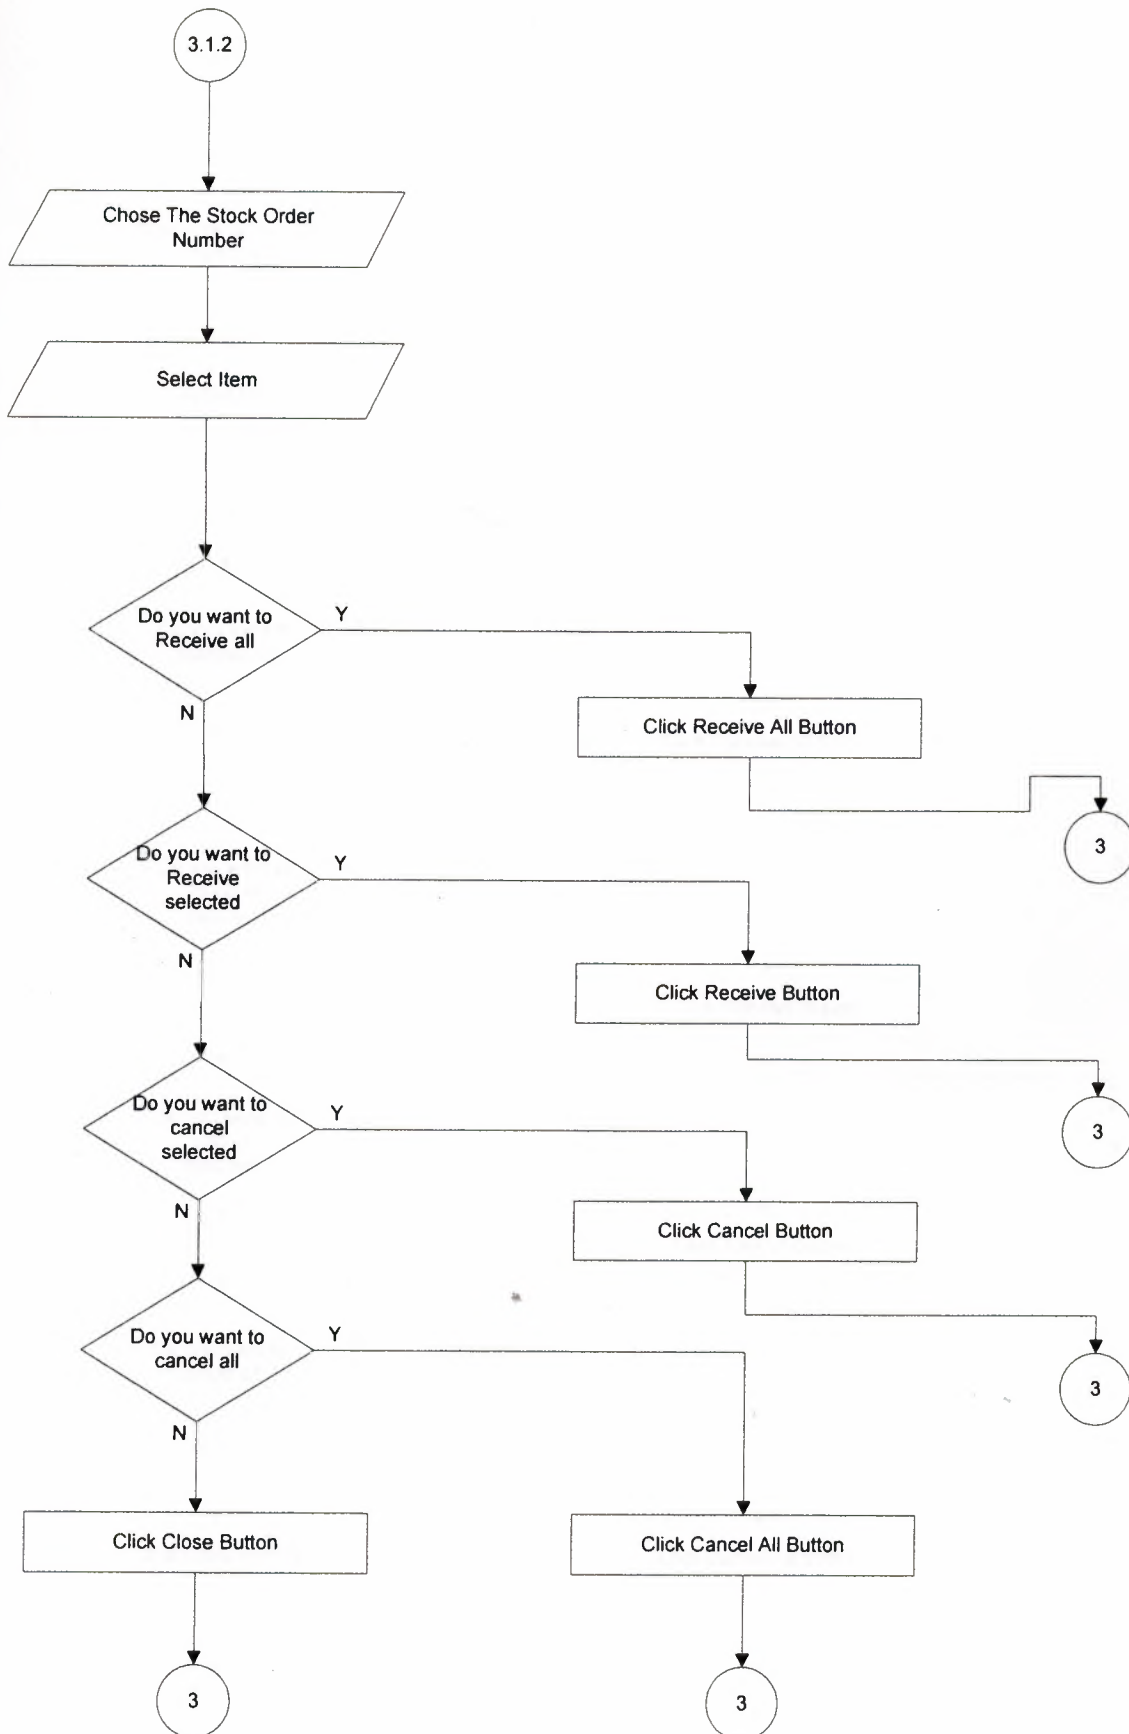 3.1.2
Chose The Stock Order
Number
Select Item
Do you want to
Receive all
Y
N
Click Receive All Button
3
Do you want to
Receive
selected
Y
N
Click Receive Button
3
Do you want to
cancel
selected
Y
N
Click Cancel Button
3
Do you want to
cancel all
Y
N
Click Close Button
Click Cancel All Button
3
3